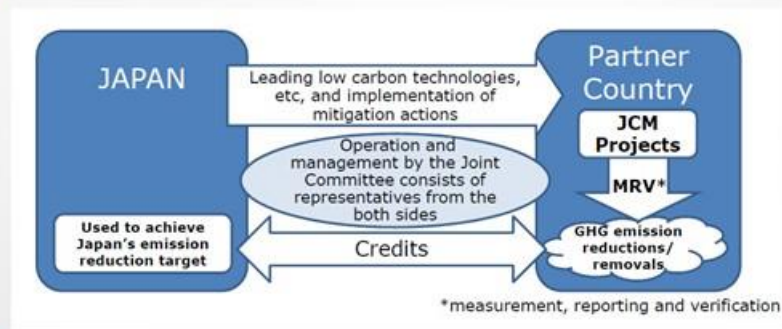 JAPAN
Leading low carbon technologies,
etc, and implementation of
mitigation actions
Partner
Country
JCM
Projects
Operation and
management by the Joint
Committee consists of
representatives from the
both sides
MRV*
Used to achieve
Japan's emission
reduction target
Credits
GHG emission
reductions/
removals
*measurement, reporting and verification